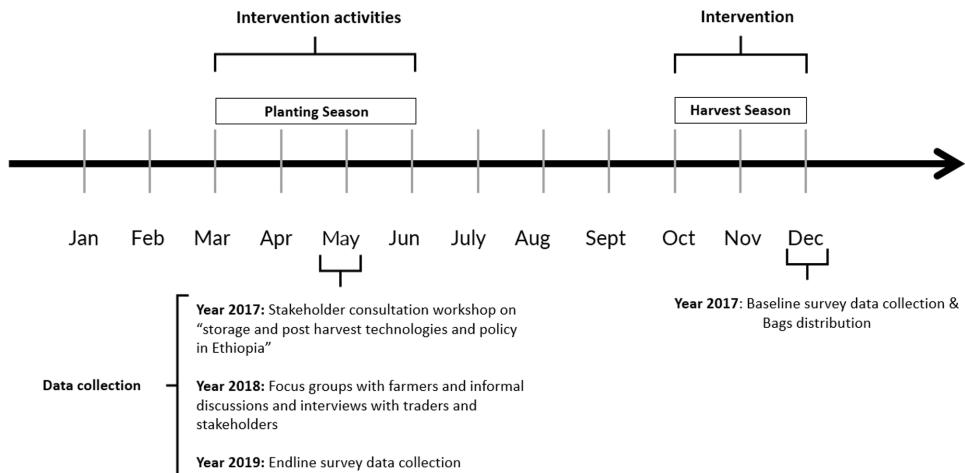 Intervention activities
Intervention
Planting Season
Harvest Season
Jan Feb Mar Apr May Jun July Aug Sept Oct Nov Dec
Year 2017: Stakeholder consultation workshop on
“storage and post harvest technologies and policy
in Ethiopia”
Year 2017: Baseline survey data collection &
Bags distribution
Data collection
Year 2018: Focus groups with farmers and informal
discussions and interviews with traders and
stakeholders
Year 2019: Endline survey data collection